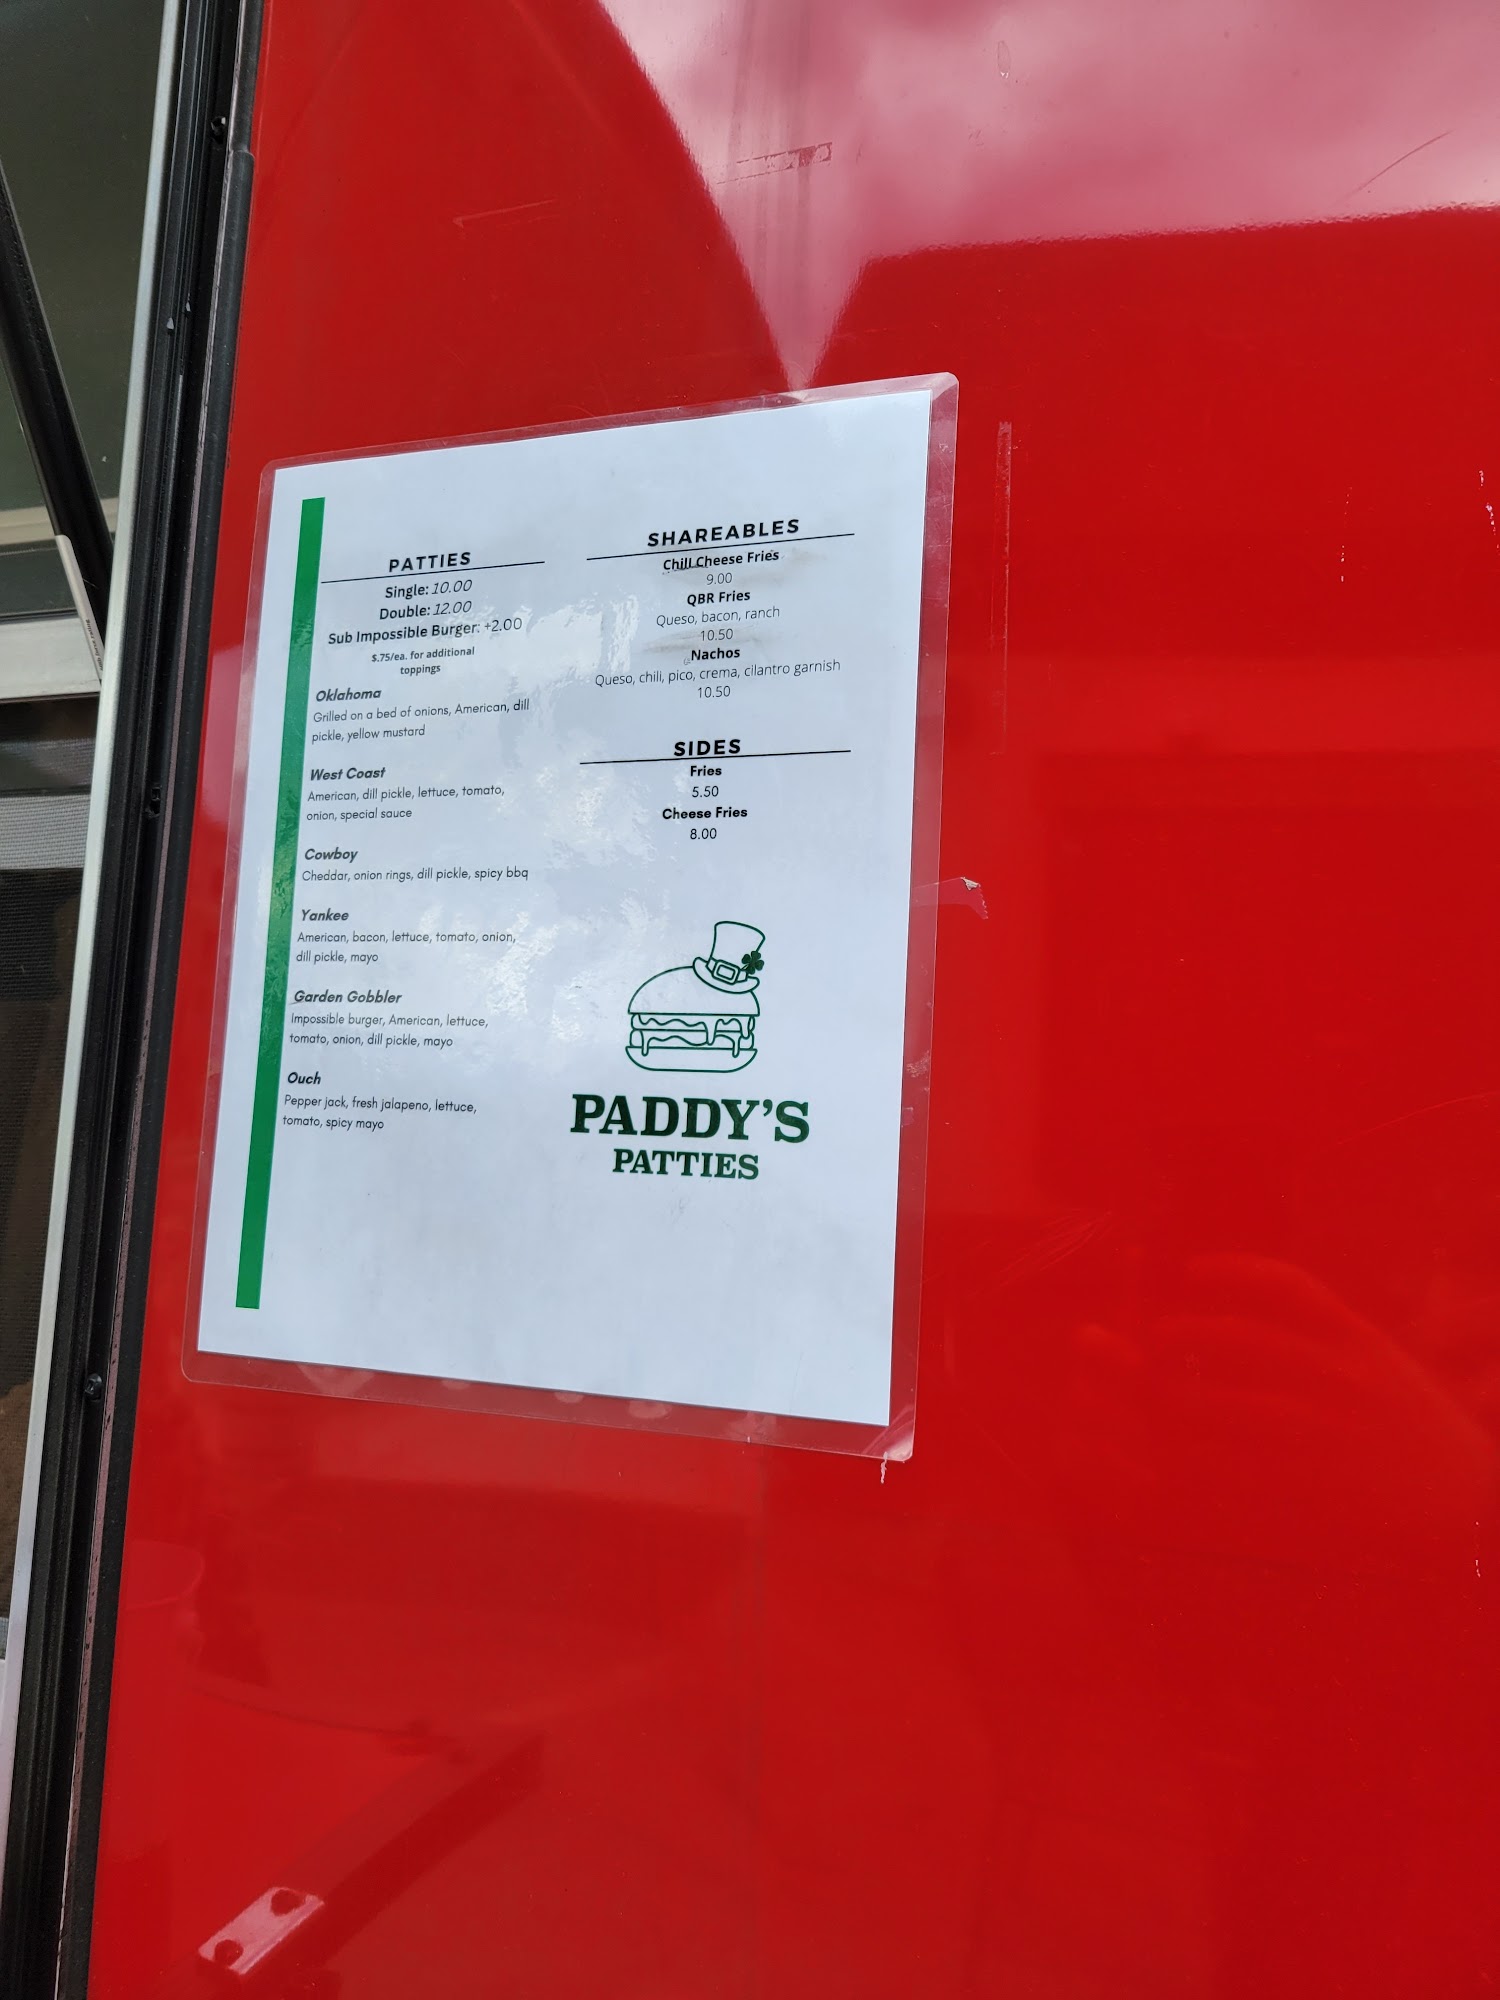 PATTIES
Single: 10.00
Double: 12.00
Sub Impossible Burger: +2.00
$.75/ea. for additional
toppings
Oklahoma
Grilled on a bed of onions, American, dill
pickle, yellow mustard
West Coast
American, dill pickle, lettuce, tomato,
onion, special sauce
Cowboy
Cheddar, onion rings, dill pickle, spicy bbq
Yankee
American, bacon, lettuce, tomato, onion,
dill pickle, mayo
Garden Gobbler
Impossible burger, American, lettuce,
tomato, onion, dill pickle, mayo
Ouch
Pepper jack, fresh jalapeno, lettuce,
tomato, spicy mayo
SHAREABLES
Chili Cheese Fries
9.00
QBR Fries
Queso, bacon, ranch
10.50
Nachos
Queso, chili, pico, crema, cilantro garnish
10.50
SIDES
Fries
5.50
Cheese Fries
8.00
PADDY'S
PATTIES